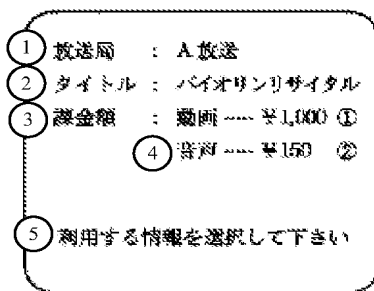 1 放送局 : A放送
2 タイトル : バイオリンリサイタル
3 課金額 : 動画 ---- ¥1,000 ①
4 音声 ---- ¥150 ②
5 利用する情報を選択して下さい